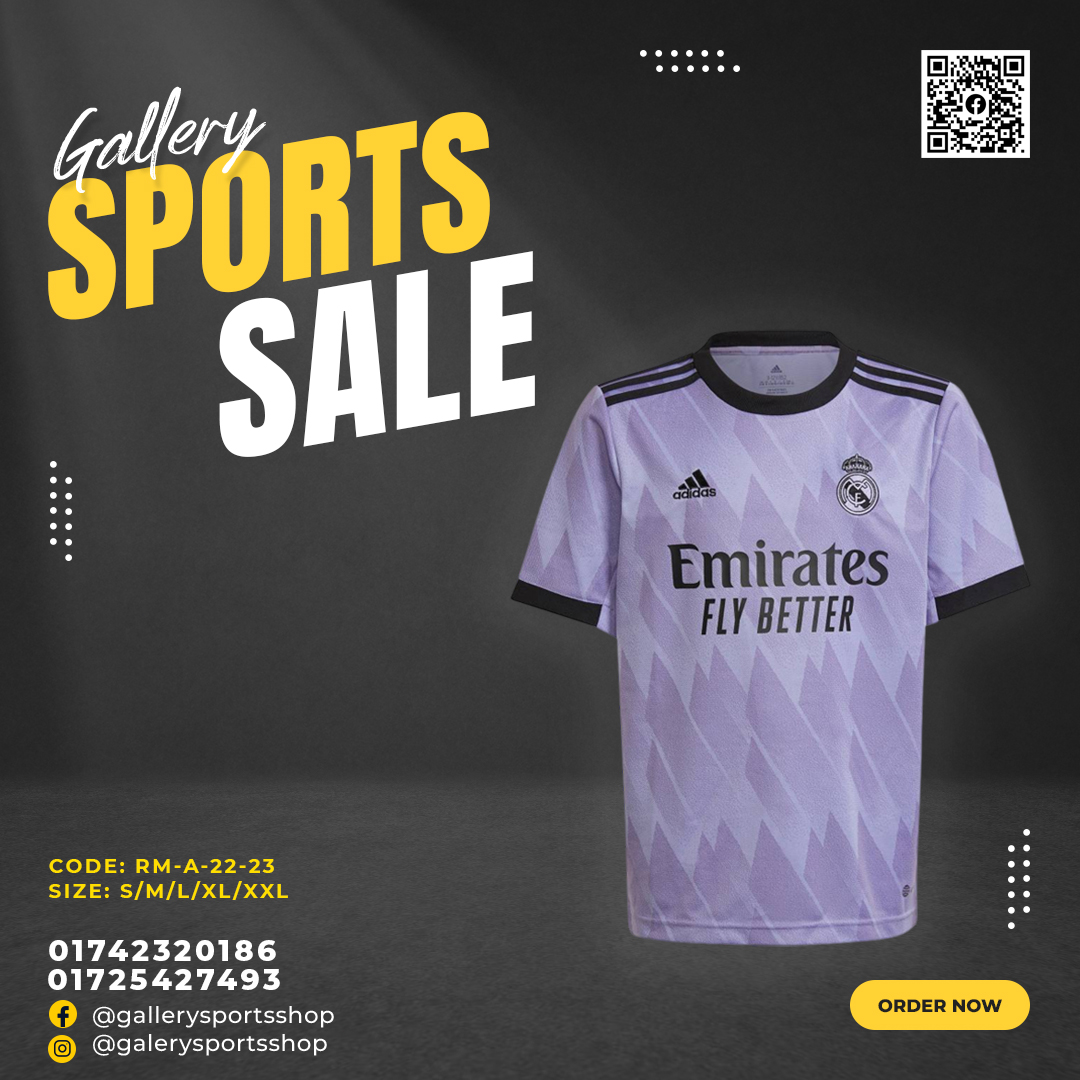 Gallery
SPORTS
SALE
adidas
Emirates
FLY BETTER
CODE: RM-A-22-23
SIZE: S/M/L/XL/XXL
01742320186
01725427493
@gallerysportsshop
@galerysportsshop
ORDER NOW